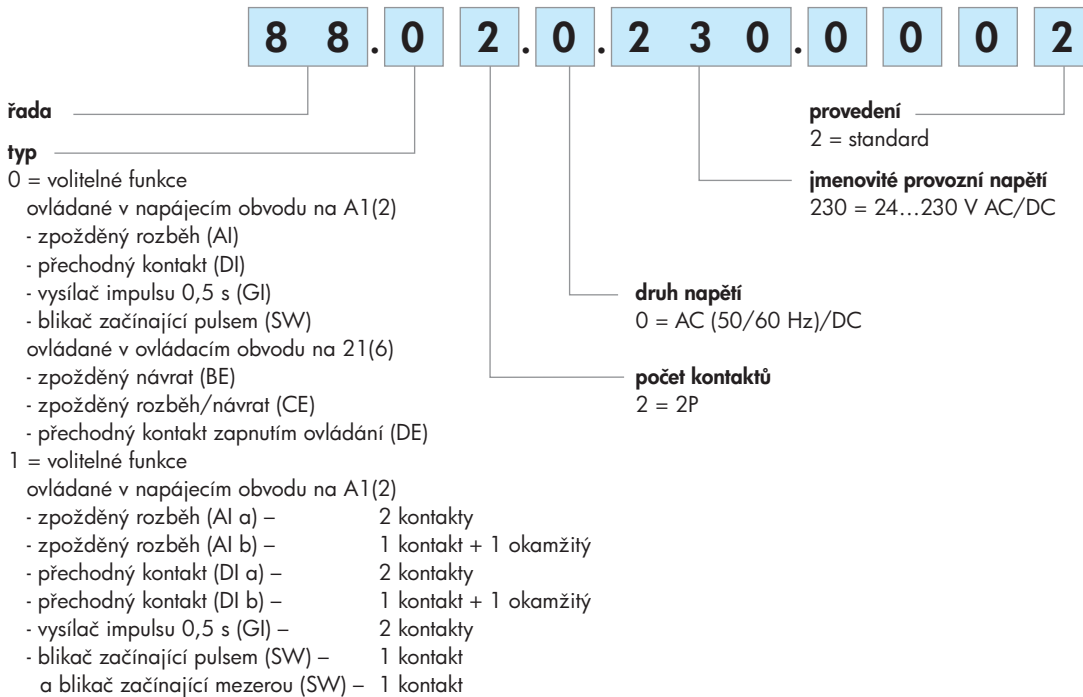 8 8 . 0 2 . 0 . 2 3 0 . 0 0 0 2
řada
typ
0 = volitelné funkce
ovládané v napájecím obvodu na A1(2)
- zpožděný rozběh (AI)
- přechodný kontakt (DI)
- vysílač impulsu 0,5 s (GI)
- blikač začínající pulsem (SW)
ovládané v ovládacím obvodu na 21(6)
- zpožděný návrat (BE)
- zpožděný rozběh/návrat (CE)
- přechodný kontakt zapnutím ovládání (DE)
1 = volitelné funkce
ovládané v napájecím obvodu na A1(2)
- zpožděný rozběh (AI a) – 2 kontakty
- zpožděný rozběh (AI b) – 1 kontakt + 1 okamžitý
- přechodný kontakt (DI a) – 2 kontakty
- přechodný kontakt (DI b) – 1 kontakt + 1 okamžitý
- vysílač impulsu 0,5 s (GI) – 2 kontakty
- blikač začínající pulsem (SW) – 1 kontakt
a blikač začínající mezerou (SW) – 1 kontakt
provedení
2 = standard
jmenovité provozní napětí
230 = 24...230 V AC/DC
druh napětí
0 = AC (50/60 Hz)/DC
počet kontaktů
2 = 2P